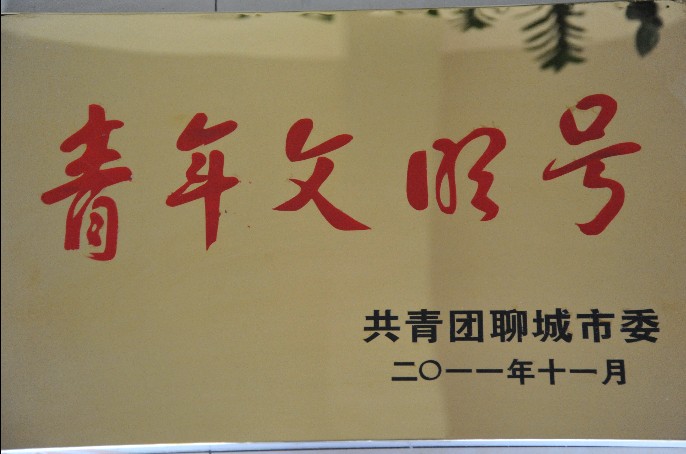 青年文明号
共青团聊城市委
二〇一一年十一月